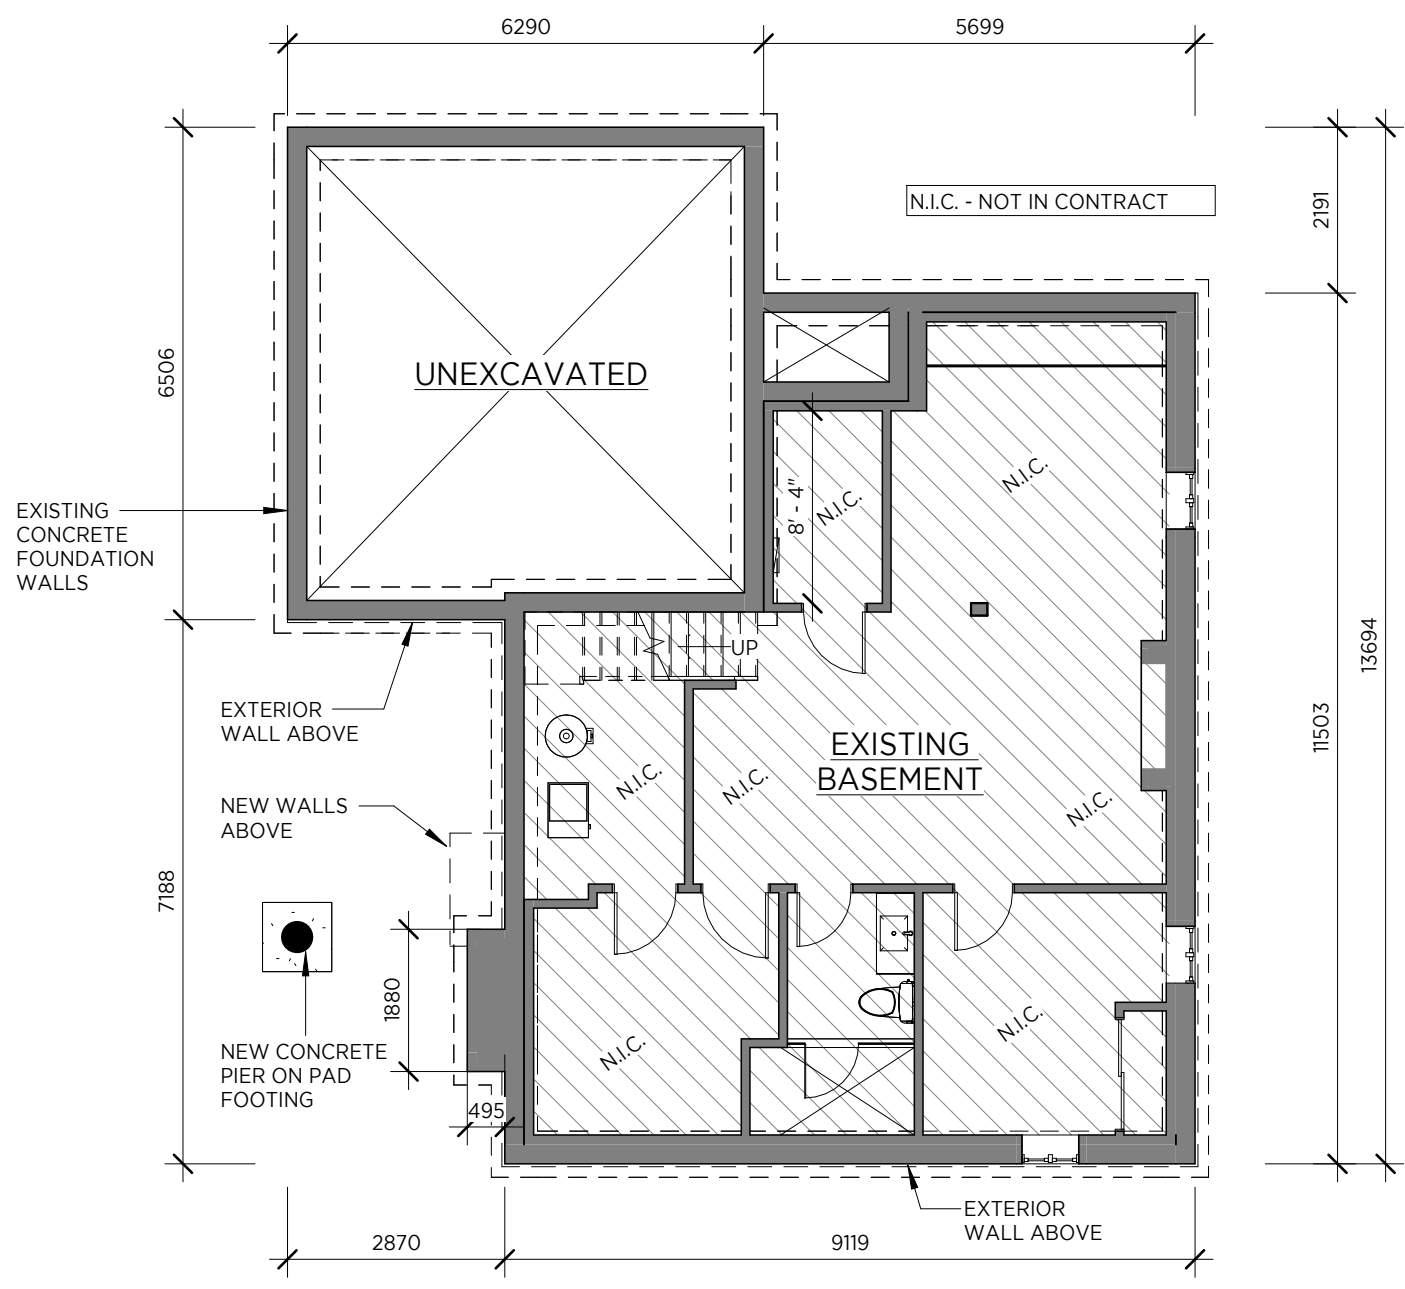 6290
5699
N.I.C. - NOT IN CONTRACT
2191
6506
UNEXCAVATED
N.I.C.
8' - 4"
N.I.C.
EXISTING
CONCRETE
FOUNDATION
WALLS
UP
13694
EXTERIOR
WALL ABOVE
11503
EXISTING
BASEMENT
N.I.C.
N.I.C.
N.I.C.
NEW WALLS
ABOVE
7188
1880
N.I.C.
N.I.C.
NEW CONCRETE
PIER ON PAD
FOOTING
495
EXTERIOR
WALL ABOVE
2870
9119